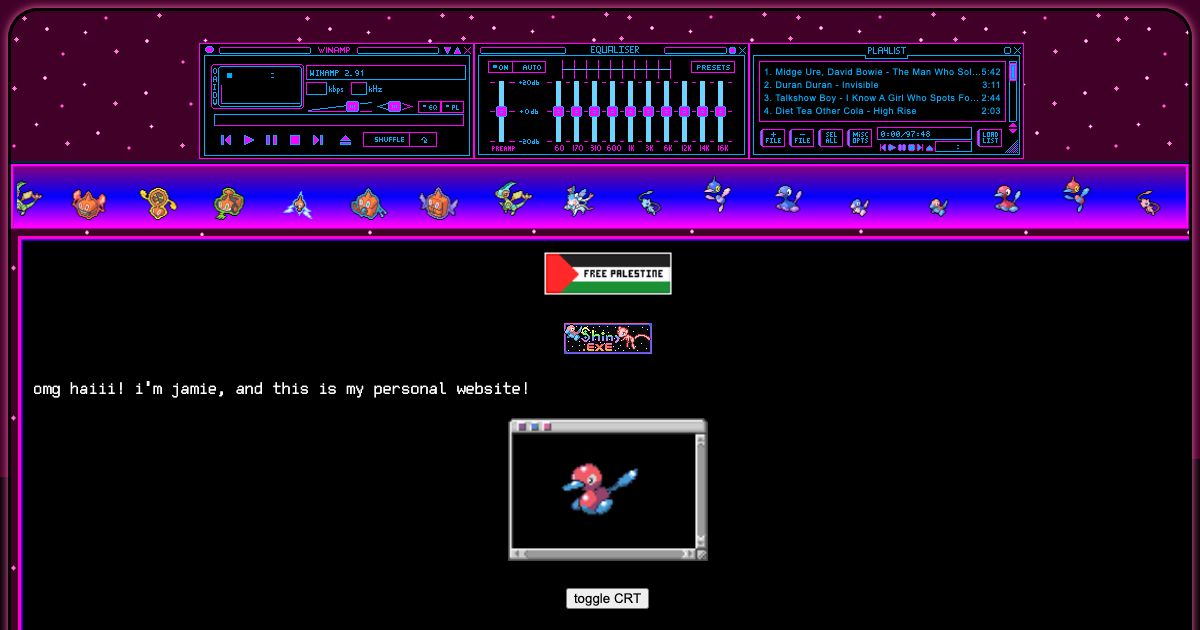 WINAMP
EQUALISER
PLAYLIST
OAIDW
WINAMP 2.91
kbps
kHz
EQ
PL
SHUFFLE
ON
AUTO
PRESETS
+20db
+0db
-20db
PREAMP
60 170 310 600 1K 3K 6K 12K 14K 16K
1. Midge Ure, David Bowie - The Man Who Sol... 5:42
2. Duran Duran - Invisible 3:11
3. Talkshow Boy - I Know A Girl Who Spots Fo... 2:44
4. Diet Tea Other Cola - High Rise 2:03
+ FILE
- FILE
SEL ALL
MISC OPTS
0:00/97:48
:
LOAD LIST
FREE PALESTINE
Shiny
.EXE
omg haiii! i'm jamie, and this is my personal website!
toggle CRT